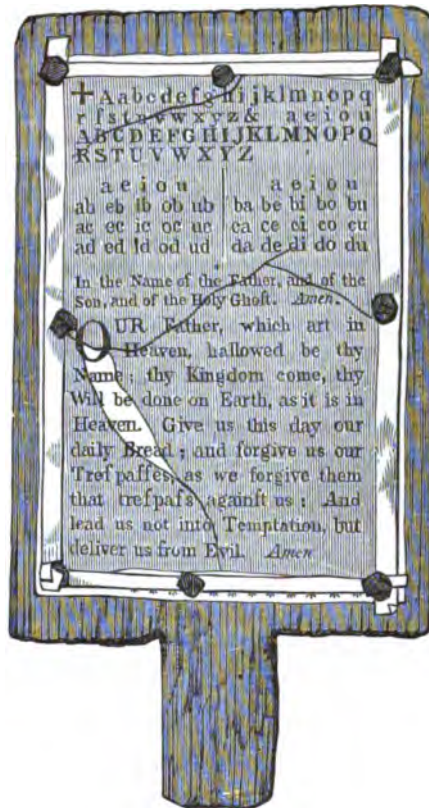 ✚ Aabcdefghijklmnopq
rſstuvwxyz& aeiou
ABCDEFGHIJKLMNOPQ
RSTUVWXYZ
a e i o u a e i o u
ab eb ib ob ub ba be bi bo bu
ac ec ic oc uc ca ce ci co cu
ad ed id od ud da de di do du
In the Name of the Father, and of the
Son, and of the Holy Ghoſt. Amen.
OUR Father, which art in
Heaven, hallowed be thy
Name; thy Kingdom come, thy
Will be done on Earth, as it is in
Heaven. Give us this day our
daily Bread; and forgive us our
Treſpaſſes, as we forgive them
that treſpaſs againſt us: And
lead us not into Temptation, but
deliver us from Evil. Amen